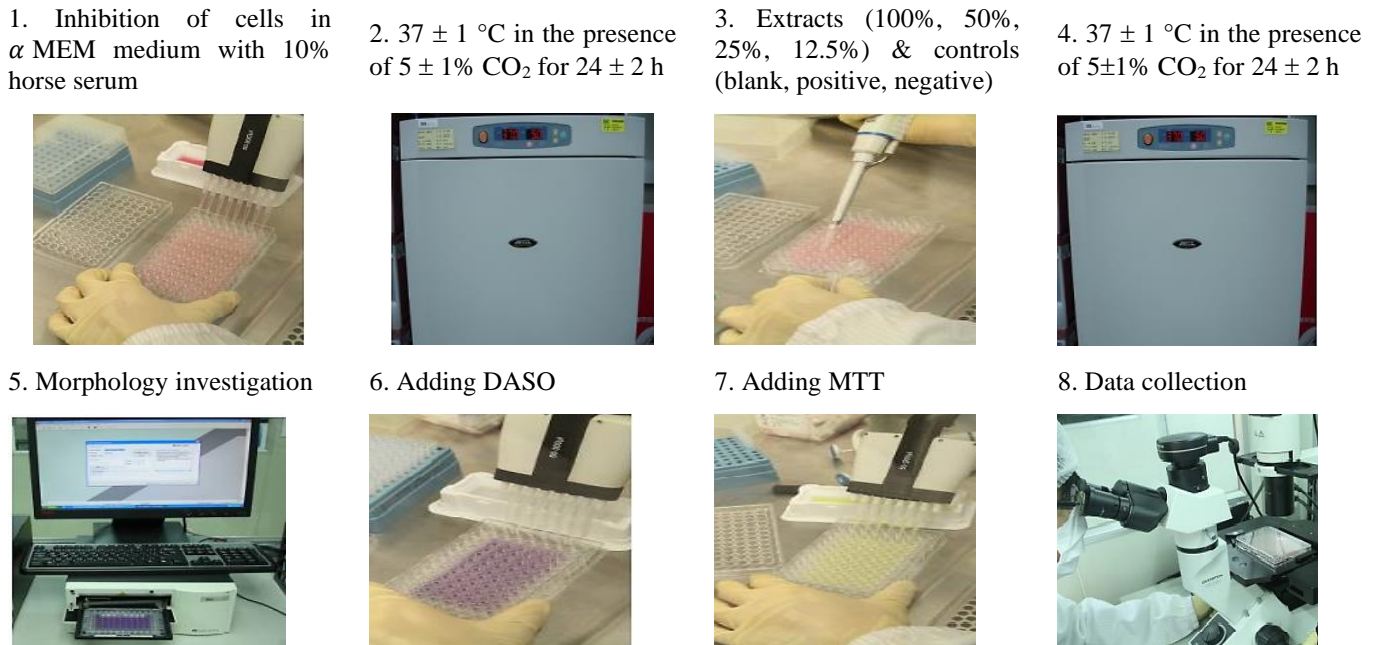 1. Inhibition of cells in
𝛼 MEM medium with 10%
horse serum
2. 37 ± 1 °C in the presence
of 5 ± 1% CO₂ for 24 ± 2 h
3. Extracts (100%, 50%,
25%, 12.5%) & controls
(blank, positive, negative)
4. 37 ± 1 °C in the presence
of 5±1% CO₂ for 24 ± 2 h
5. Morphology investigation
6. Adding DASO
7. Adding MTT
8. Data collection